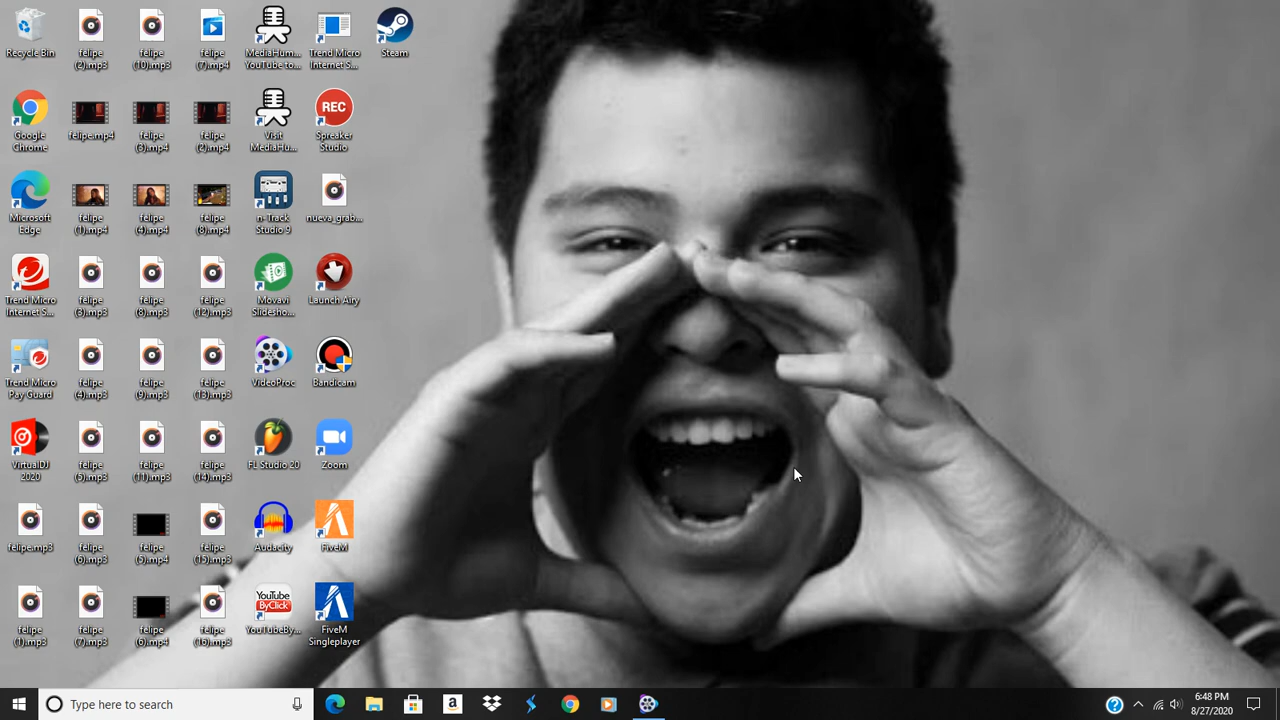 Recycle Bin
felipe
(2).mp3
felipe
(10).mp3
felipe
(7).mp4
MediaHum...
YouTube to...
Trend Micro
Internet S...
Steam
Google
Chrome
felipe.mp4
felipe
(3).mp4
felipe
(2).mp4
Visit
MediaHu...
REC
Spreaker
Studio
Microsoft
Edge
felipe
(1).mp4
felipe
(4).mp4
felipe
(8).mp4
n-Track
Studio 9
nueva_grab...
Trend Micro
Internet S...
felipe
(3).mp3
felipe
(8).mp3
felipe
(12).mp3
Movavi
Slidesho...
Launch Airy
Trend Micro
Pay Guard
felipe
(4).mp3
felipe
(9).mp3
felipe
(13).mp3
VideoProc
Bandicam
VirtualDJ
2020
felipe
(5).mp3
felipe
(11).mp3
felipe
(14).mp3
FL Studio 20
Zoom
felipe.mp3
felipe
(6).mp3
felipe
(5).mp4
felipe
(15).mp3
Audacity
FiveM
felipe
(1).mp3
felipe
(7).mp3
felipe
(6).mp4
felipe
(16).mp3
YouTube
ByClick
YouTubeBy...
FiveM
Singleplayer
Type here to search
a
6:48 PM
8/27/2020